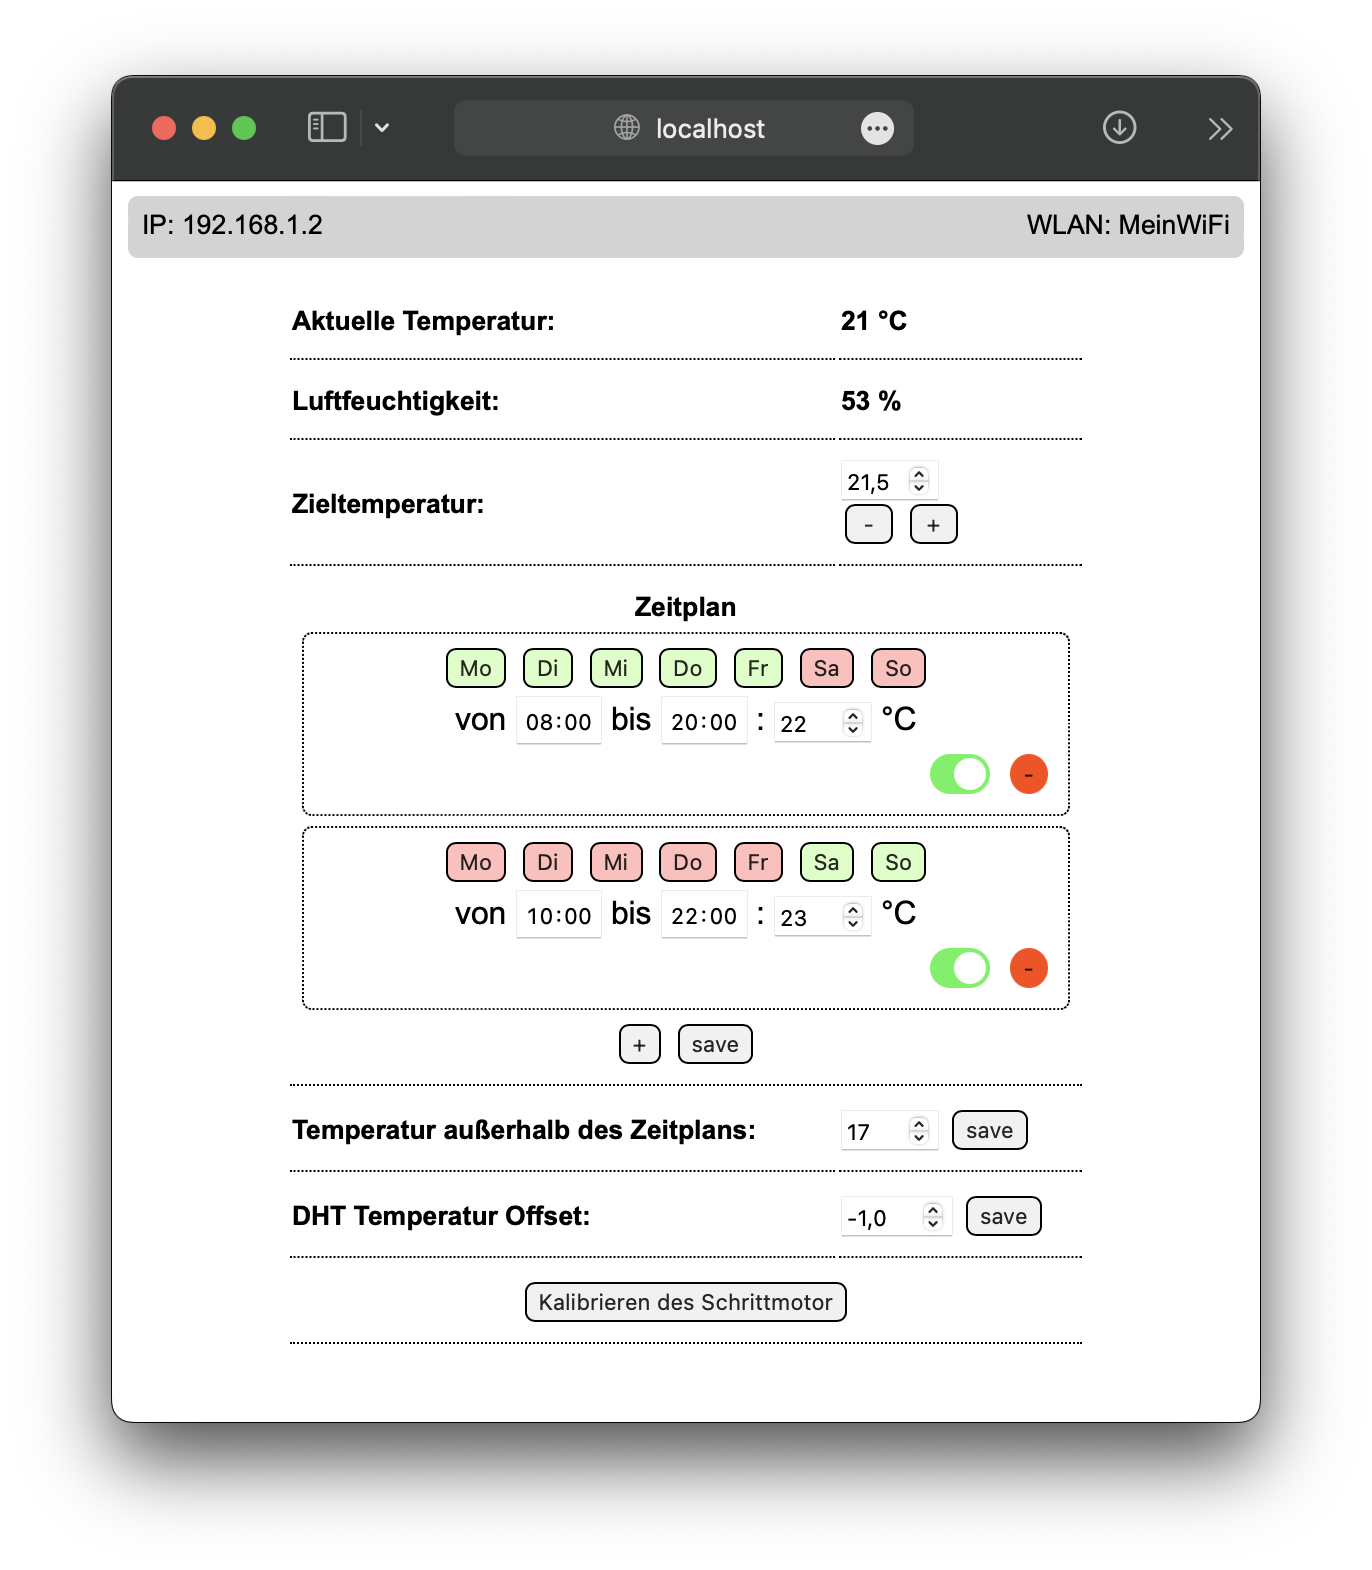 localhost
IP: 192.168.1.2 WLAN: MeinWiFi
Aktuelle Temperatur: 21 °C
Luftfeuchtigkeit: 53 %
Zieltemperatur: 21,5
- +
Zeitplan
Mo Di Mi Do Fr Sa So
von 08:00 bis 20:00 : 22 °C
-
Mo Di Mi Do Fr Sa So
von 10:00 bis 22:00 : 23 °C
-
+ save
Temperatur außerhalb des Zeitplans: 17 save
DHT Temperatur Offset: -1,0 save
Kalibrieren des Schrittmotor